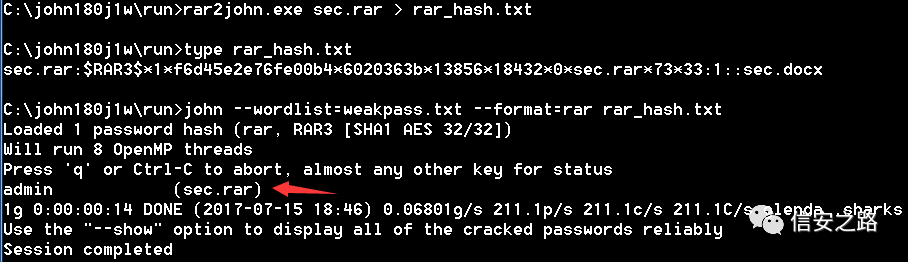 C:\john180j1w\run>rar2john.exe sec.rar > rar_hash.txt
C:\john180j1w\run>type rar_hash.txt
sec.rar:$RAR3$*1*f6d45e2e76fe00b4*6020363b*13856*18432*0*sec.rar*73*33:1::sec.docx
C:\john180j1w\run>john --wordlist=weakpass.txt --format=rar rar_hash.txt
Loaded 1 password hash (rar, RAR3 [SHA1 AES 32/32])
Will run 8 OpenMP threads
Press 'q' or Ctrl-C to abort, almost any other key for status
admin (sec.rar)
1g 0:00:00:14 DONE (2017-07-15 18:46) 0.06801g/s 211.1p/s 211.1c/s 211.1C/s sharks
Use the "--show" option to display all of the cracked passwords reliably
Session completed
信安之路